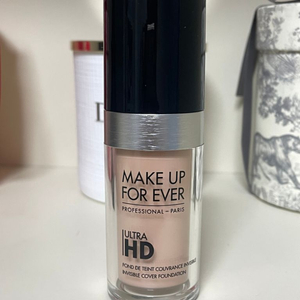 D
MAKE UP
FOR EVER
PROFESSIONAL – PARIS
ULTRA
HD
FOND DE TEINT COUVRANCE INVISIBLE
INVISIBLE COVER FOUNDATION